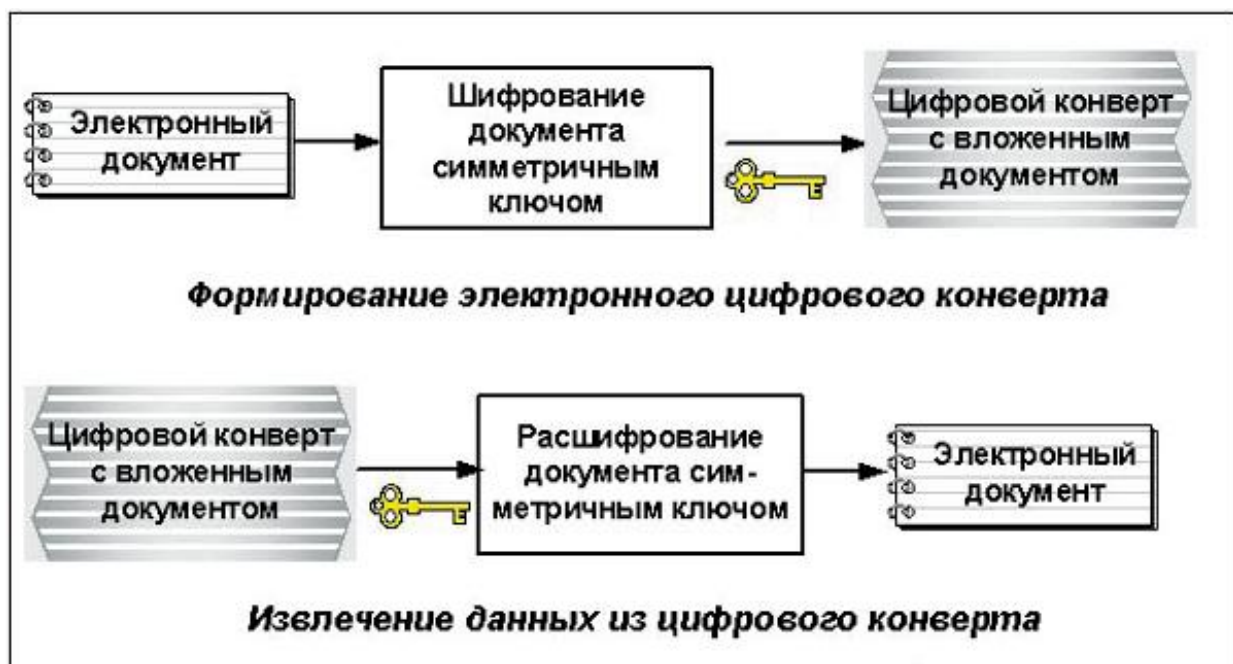 Электронный
документ
Шифрование
документа
симметричным
ключом
Цифровой конверт
с вложенным
документом
Формирование электронного цифрового конверта
Цифровой конверт
с вложенным
документом
Расшифрование
документа сим-
метричным ключом
Электронный
документ
Извлечение данных из цифрового конверта